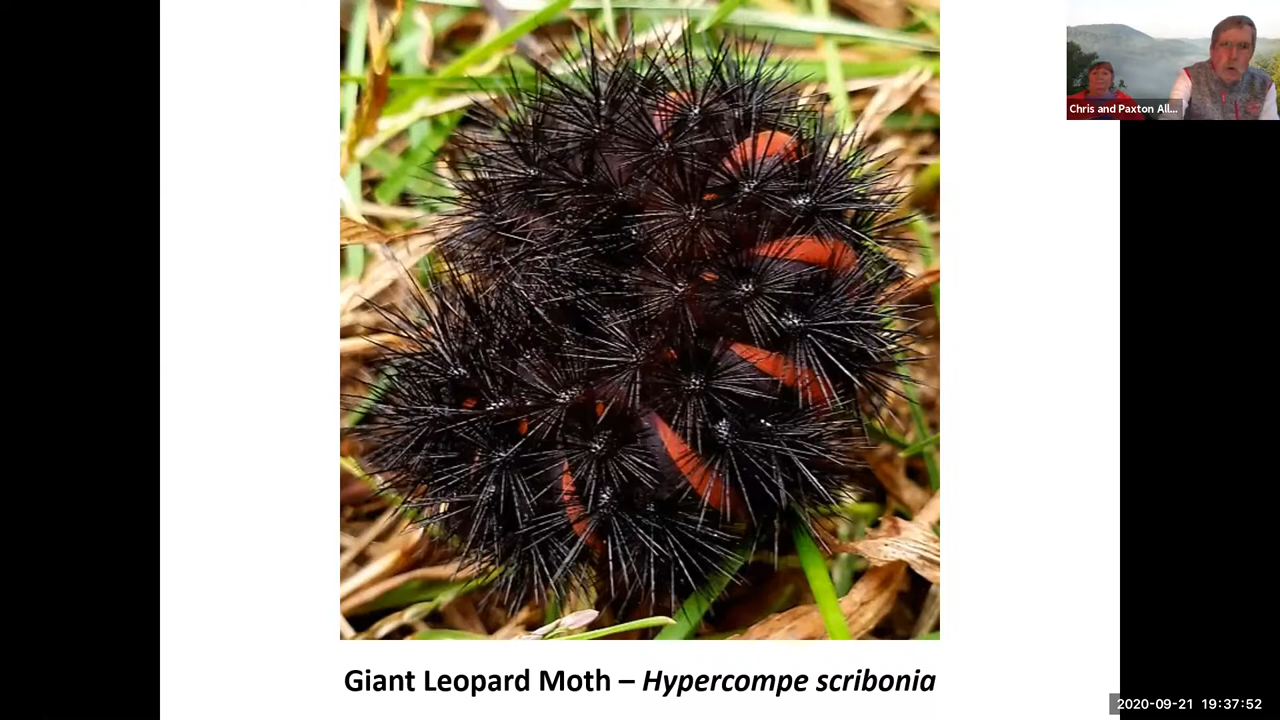 Chris and Paxton All...
Giant Leopard Moth – Hypercompe scribonia
2020-09-21 19:37:52